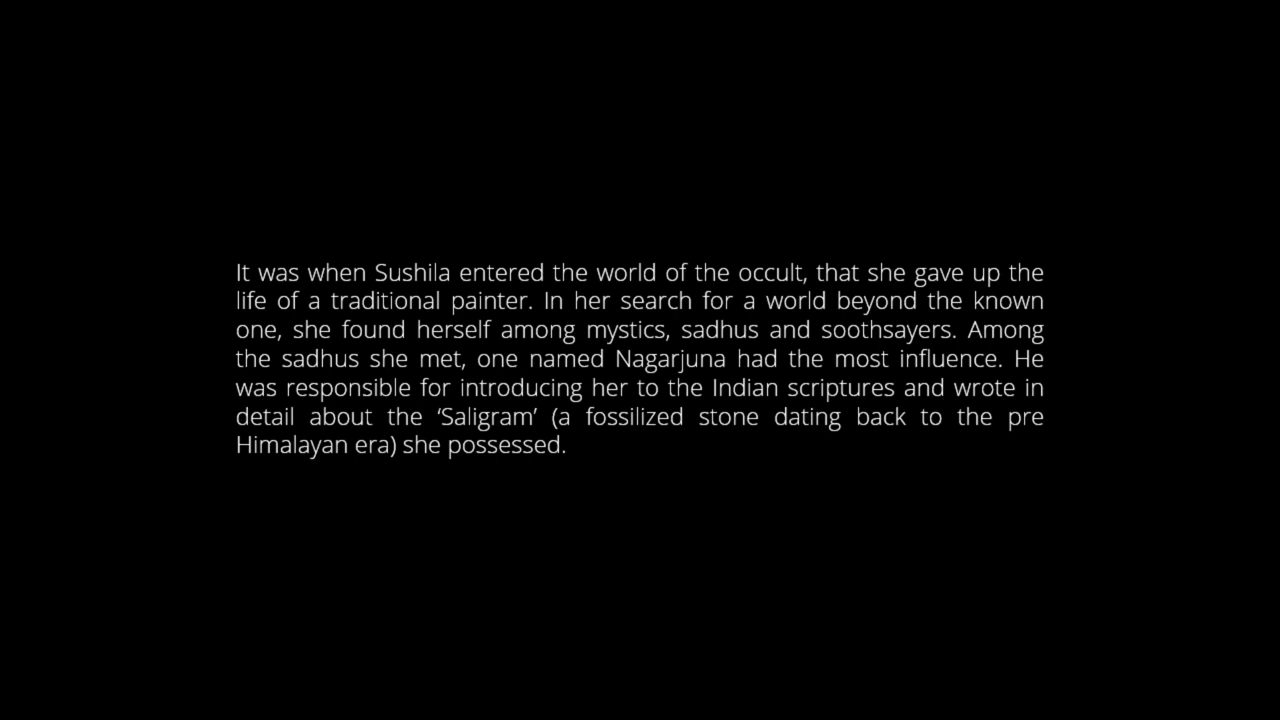 It was when Sushila entered the world of the occult, that she gave up the
life of a traditional painter. In her search for a world beyond the known
one, she found herself among mystics, sadhus and soothsayers. Among
the sadhus she met, one named Nagarjuna had the most influence. He
was responsible for introducing her to the Indian scriptures and wrote in
detail about the ‘Saligram’ (a fossilized stone dating back to the pre
Himalayan era) she possessed.